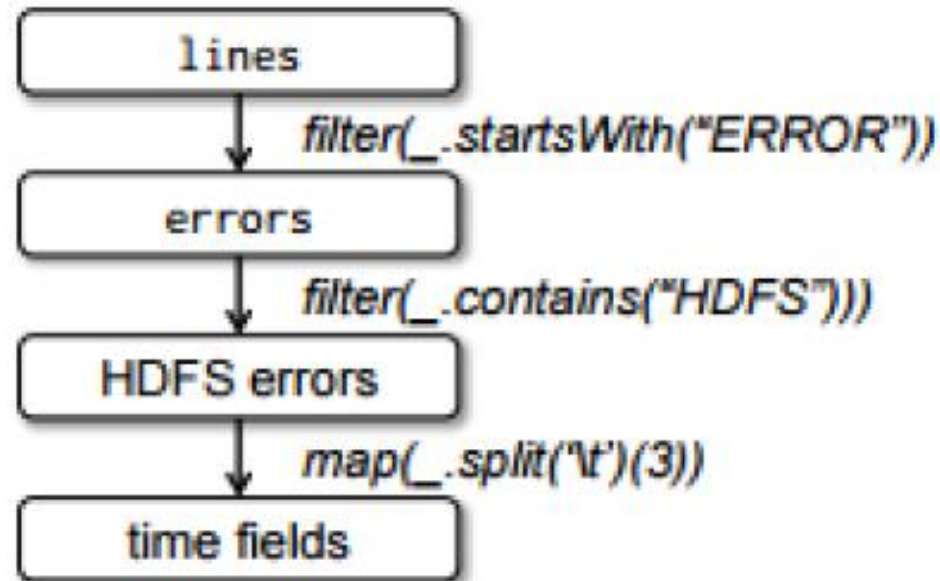 lines
filter(_.startsWith("ERROR"))
errors
filter(_.contains("HDFS")))
HDFS errors
map(_.split('\t')(3))
time fields